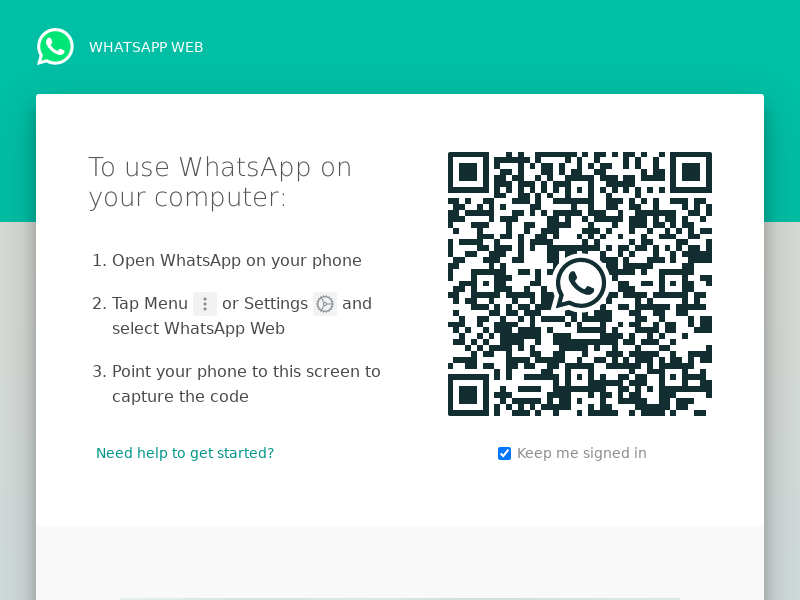 WHATSAPP WEB
To use WhatsApp on
your computer:
1. Open WhatsApp on your phone
2. Tap Menu or Settings and
select WhatsApp Web
3. Point your phone to this screen to
capture the code
Need help to get started?
Keep me signed in